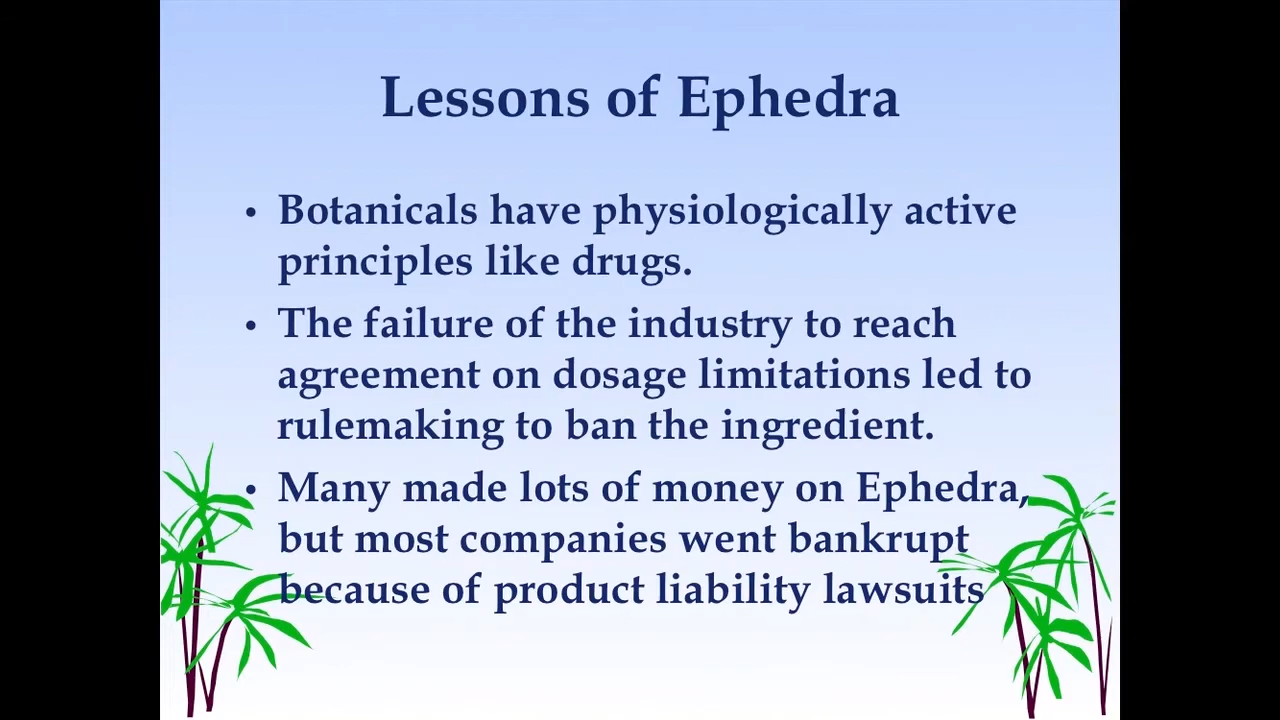 Lessons of Ephedra
• Botanicals have physiologically active
principles like drugs.
• The failure of the industry to reach
agreement on dosage limitations led to
rulemaking to ban the ingredient.
• Many made lots of money on Ephedra,
but most companies went bankrupt
because of product liability lawsuits